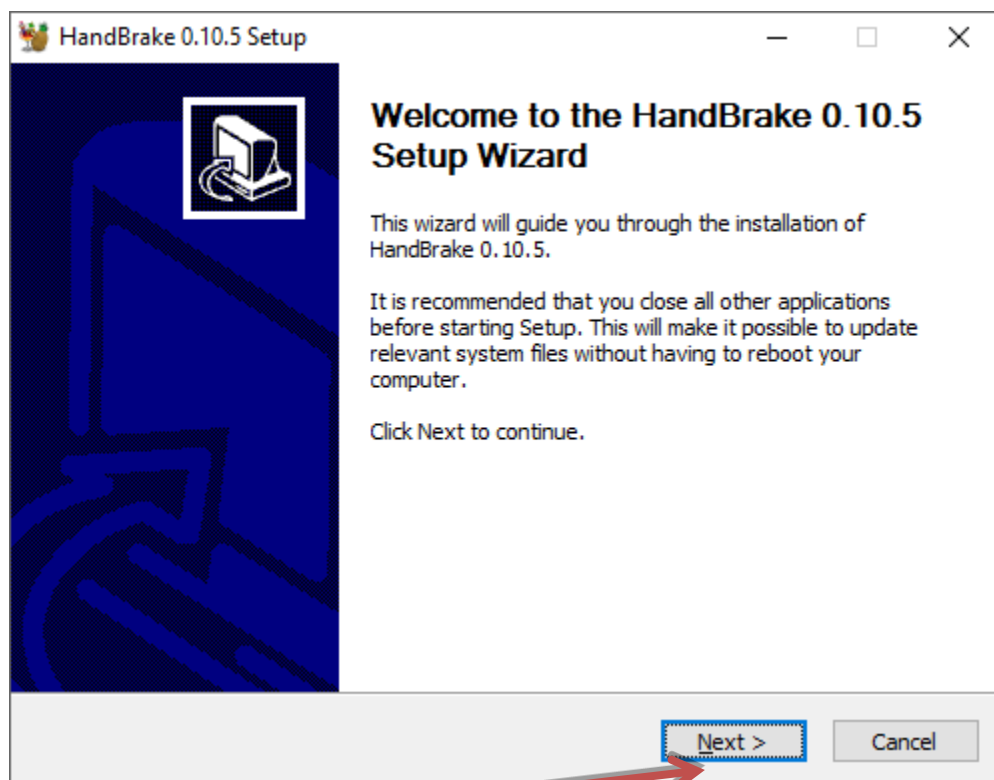 HandBrake 0.10.5 Setup
Welcome to the HandBrake 0.10.5
Setup Wizard
This wizard will guide you through the installation of
HandBrake 0.10.5.
It is recommended that you close all other applications
before starting Setup. This will make it possible to update
relevant system files without having to reboot your
computer.
Click Next to continue.
Next >
Cancel